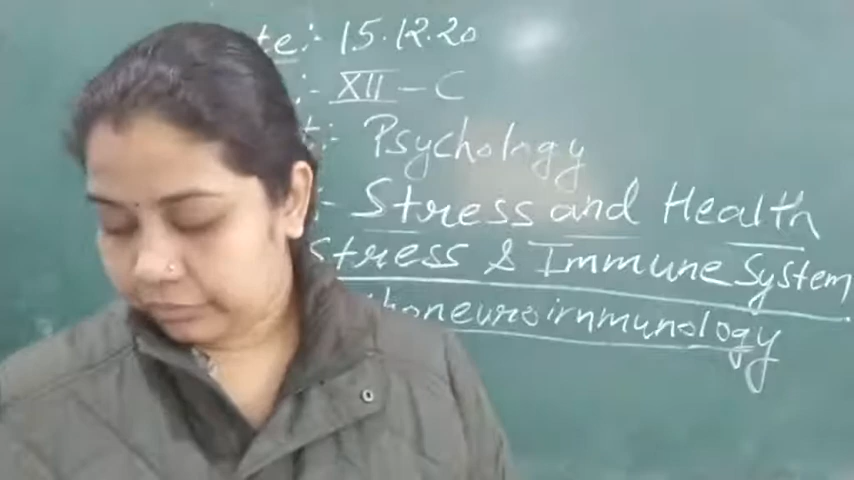 te:- 15.12.20
:- XII - C
t:- Psychology
:- Stress and Health
Stress & Immune System
honeuroimmunology